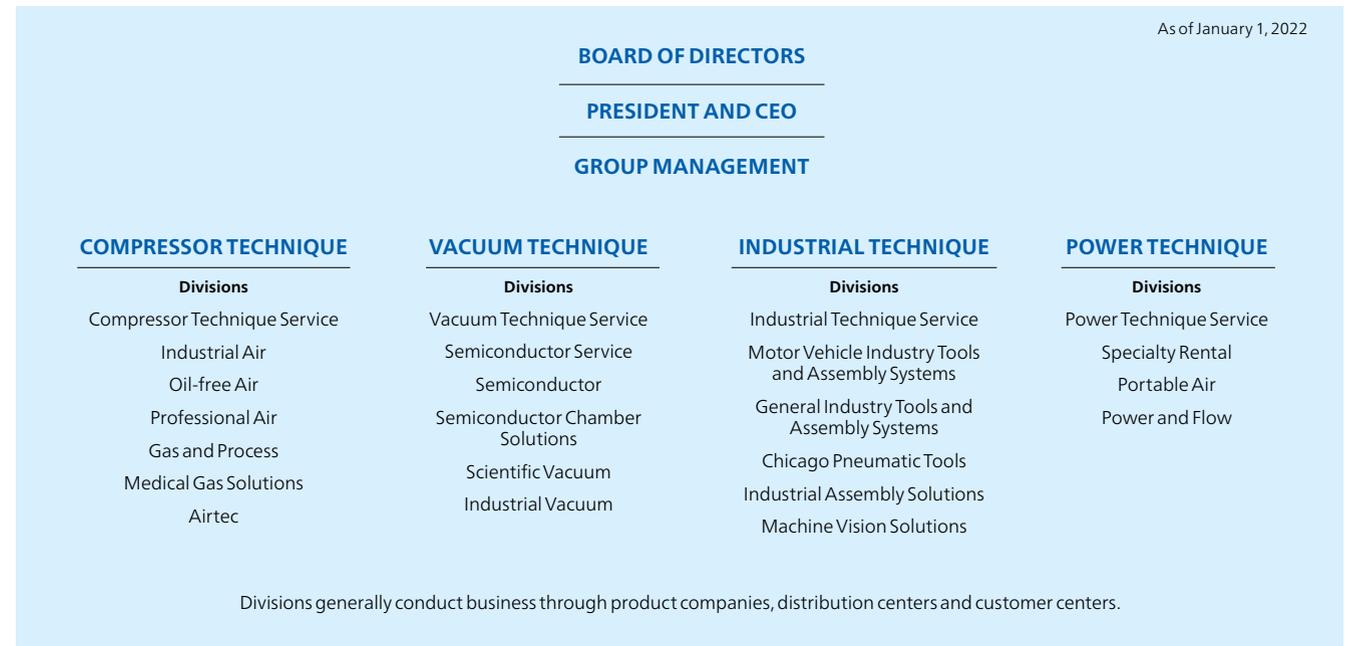 As of January 1, 2022
BOARD OF DIRECTORS
PRESIDENT AND CEO
GROUP MANAGEMENT
COMPRESSOR TECHNIQUE
Divisions
Compressor Technique Service
Industrial Air
Oil-free Air
Professional Air
Gas and Process
Medical Gas Solutions
Airtec
VACUUM TECHNIQUE
Divisions
Vacuum Technique Service
Semiconductor Service
Semiconductor
Semiconductor Chamber
Solutions
Scientific Vacuum
Industrial Vacuum
INDUSTRIAL TECHNIQUE
Divisions
Industrial Technique Service
Motor Vehicle Industry Tools
and Assembly Systems
General Industry Tools and
Assembly Systems
Chicago Pneumatic Tools
Industrial Assembly Solutions
Machine Vision Solutions
POWER TECHNIQUE
Divisions
Power Technique Service
Specialty Rental
Portable Air
Power and Flow
Divisions generally conduct business through product companies, distribution centers and customer centers.